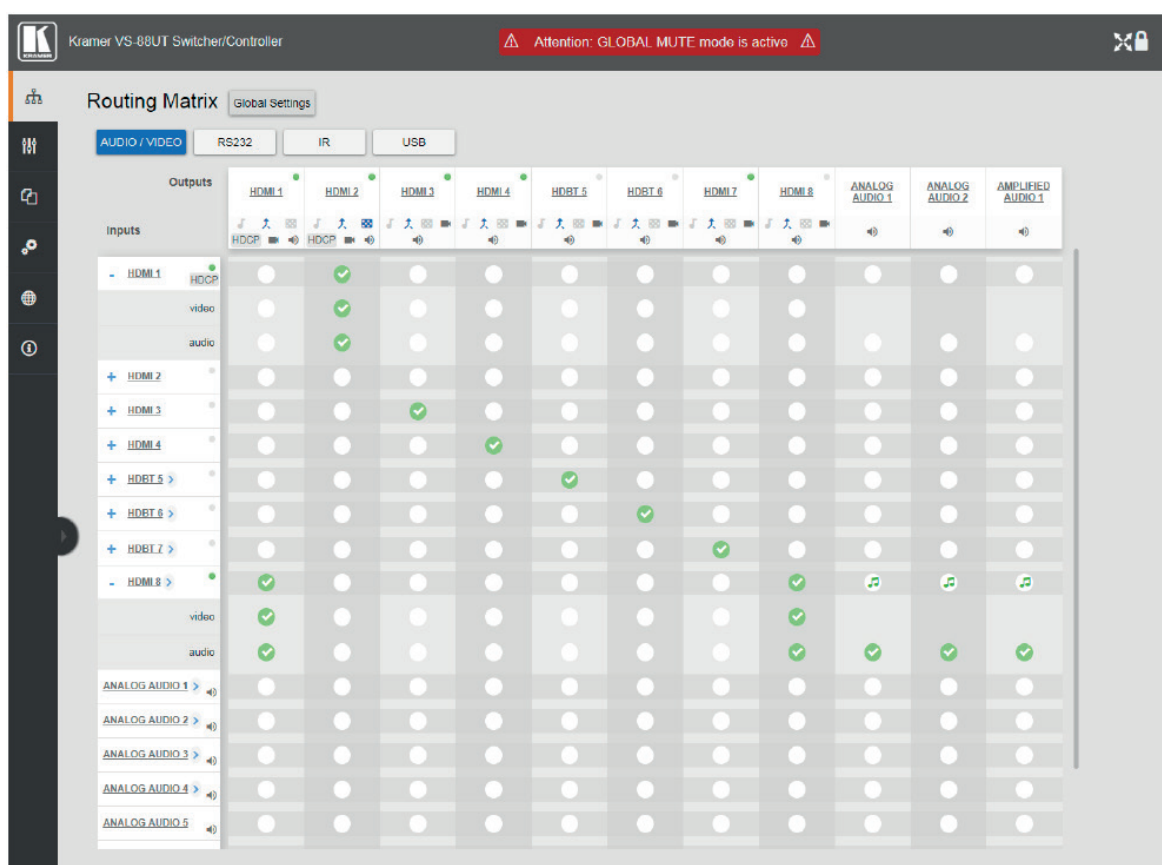 KRAMER
Kramer VS-88UT Switcher/Controller
Attention: GLOBAL MUTE mode is active
Routing Matrix
Global Settings
AUDIO / VIDEO
RS232
IR
USB
Outputs
HDMI 1
HDMI 2
HDMI 3
HDMI 4
HDBT 5
HDBT 6
HDMI 7
HDMI 8
ANALOG AUDIO 1
ANALOG AUDIO 2
AMPLIFIED AUDIO 1
Inputs
HDCP
HDCP
- HDMI 1
HDCP
video
audio
+ HDMI 2
+ HDMI 3
+ HDMI 4
+ HDBT 5 >
+ HDBT 6 >
+ HDBT 7 >
- HDMI 8 >
video
audio
ANALOG AUDIO 1 >
ANALOG AUDIO 2 >
ANALOG AUDIO 3 >
ANALOG AUDIO 4 >
ANALOG AUDIO 5